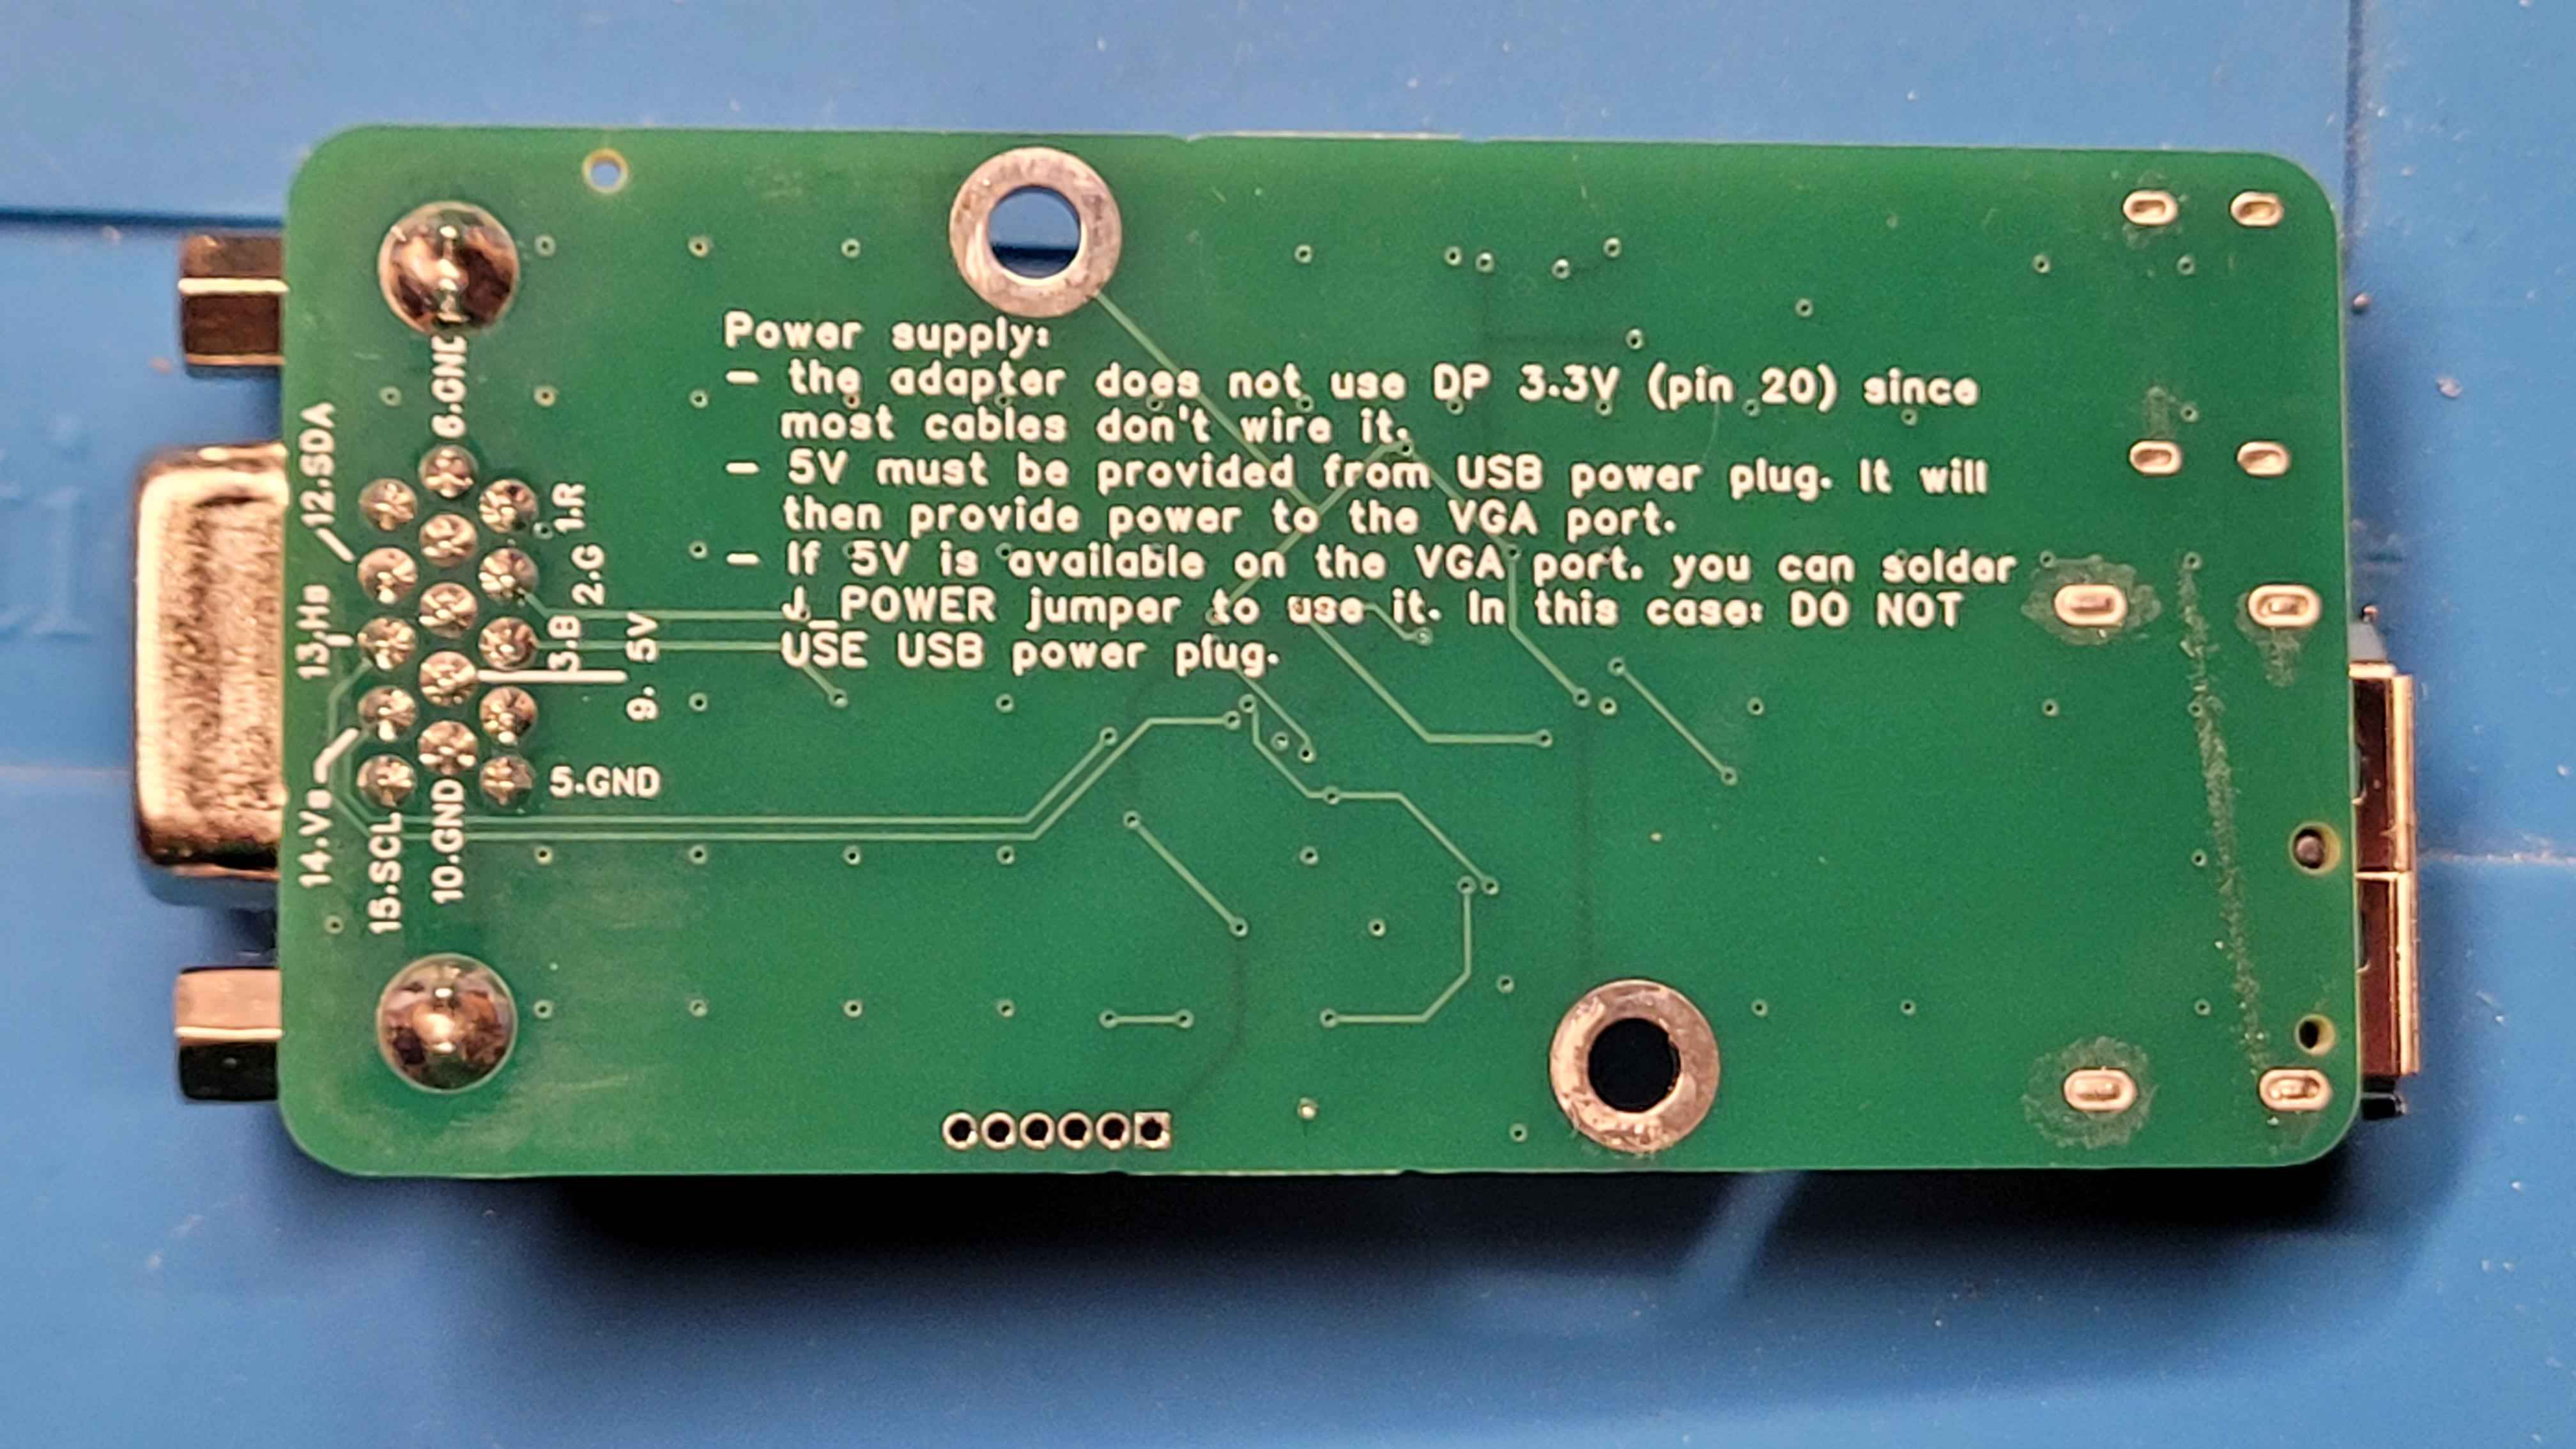 Power supply:
- the adapter does not use DP 3.3V (pin 20) since
most cables don't wire it.
- 5V must be provided from USB power plug. It will
then provide power to the VGA port.
- If 5V is available on the VGA port. you can solder
J_POWER jumper to use it. In this case: DO NOT
USE USB power plug.
6.GND
12.SDA
1.R
2.G
13.Hs
3.B
9. 5V
5.GND
14.Vs
15.SCL
10.GND